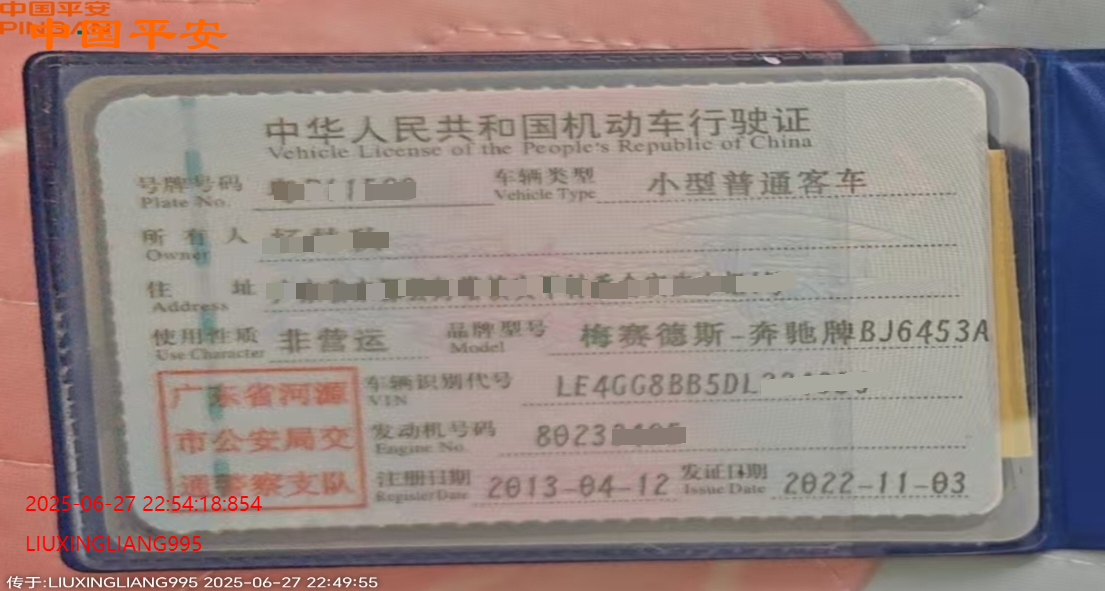 中国平安
PING
中国平安
中华人民共和国机动车行驶证
Vehicle License of the People's Republic of China
号牌号码
Plate No.
车辆类型 小型普通客车
Vehicle Type
所有人
Owner
住址
Address
使用性质 非营运 品牌型号 梅赛德斯-奔驰牌BJ6453A
Use Character Model
广东省河源 车辆识别代号 LE4GG8BB5DL
VIN
市公安局交 发动机号码 80230
Engine No.
通警察支队 注册日期 2013-04-12 发证日期 2022-11-03
Register Date Issue Date
2025-06-27 22:54:18:854
LIUXINGLIANG995
传于:LIUXINGLIANG995 2025-06-27 22:49:55